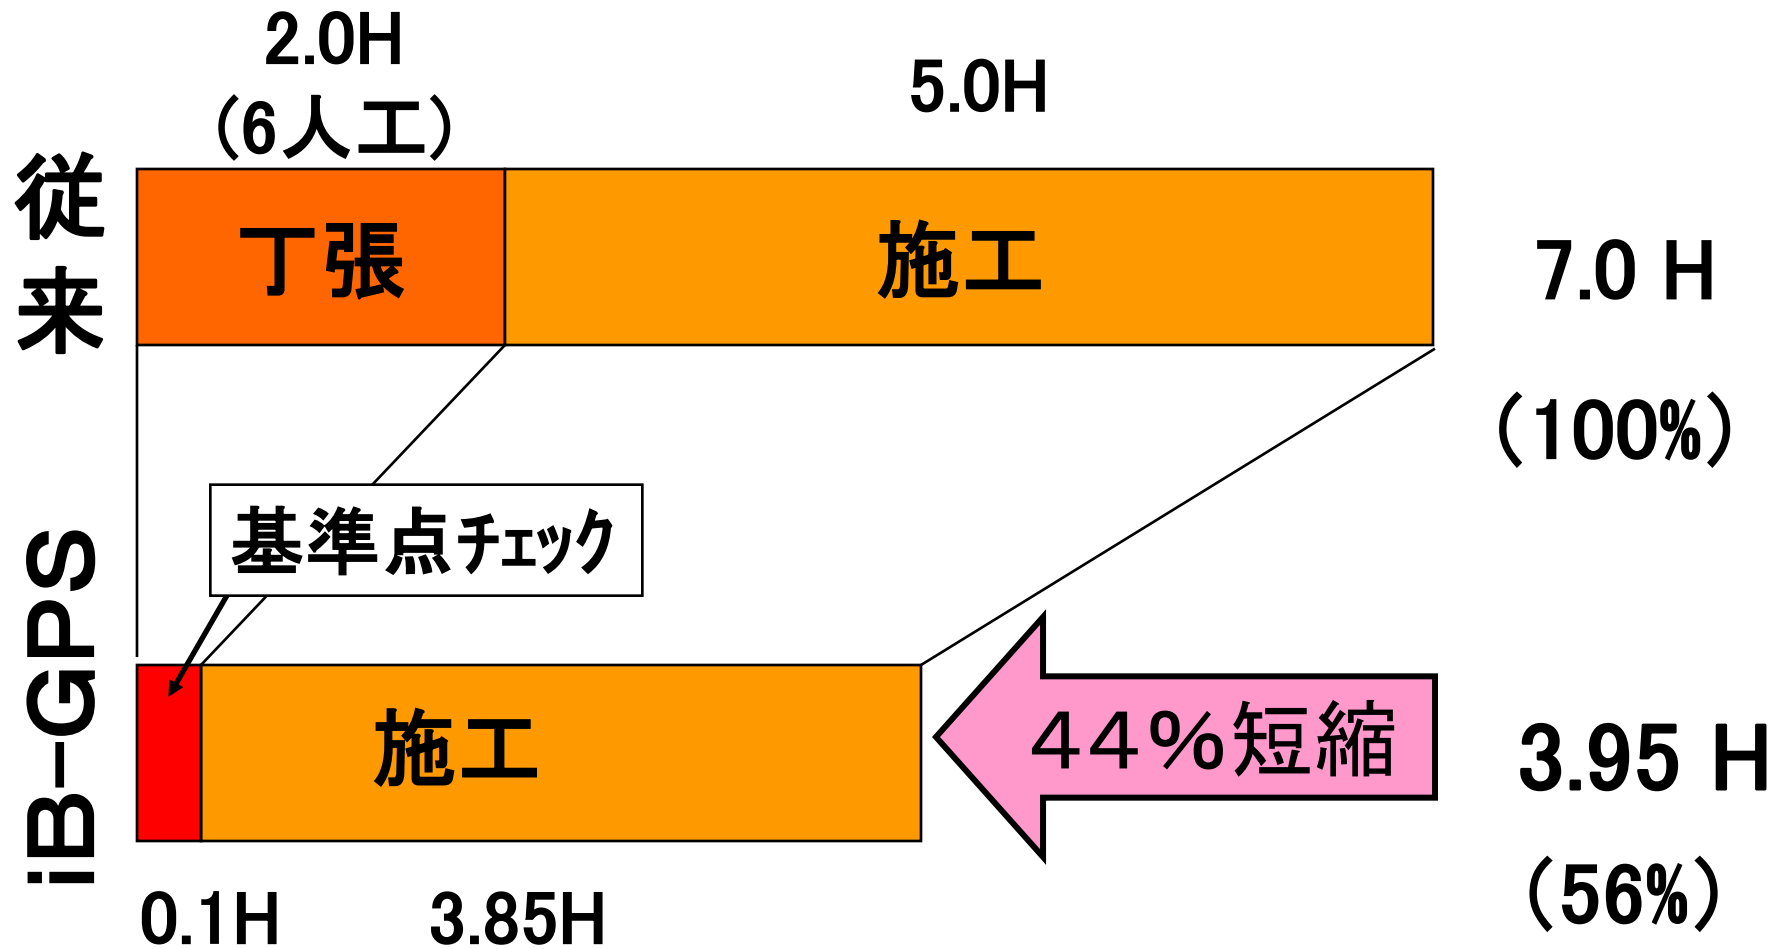 2.0H
(6人工)
5.0H
従来
丁張
施工
7.0 H
(100%)
基準点チェック
iB-GPS
施工
44%短縮
3.95 H
(56%)
0.1H
3.85H